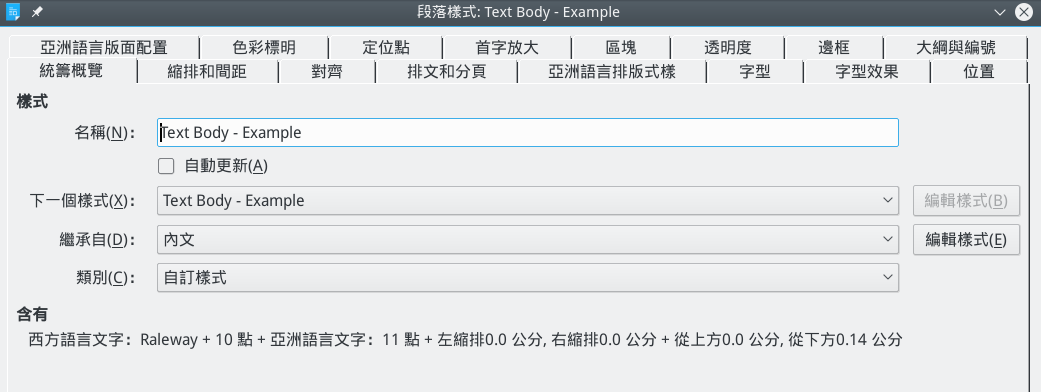 段落樣式: Text Body - Example
亞洲語言版面配置 色彩標明 定位點 首字放大 區塊 透明度 邊框 大綱與編號
統籌概覽 縮排和間距 對齊 排文和分頁 亞洲語言排版式樣 字型 字型效果 位置
樣式
名稱(N): Text Body - Example
自動更新(A)
下一個樣式(X): Text Body - Example 編輯樣式(B)
繼承自(D): 內文 編輯樣式(E)
類別(C): 自訂樣式
含有
西方語言文字: Raleway + 10 點 + 亞洲語言文字: 11 點 + 左縮排0.0 公分, 右縮排0.0 公分 + 從上方0.0 公分, 從下方0.14 公分